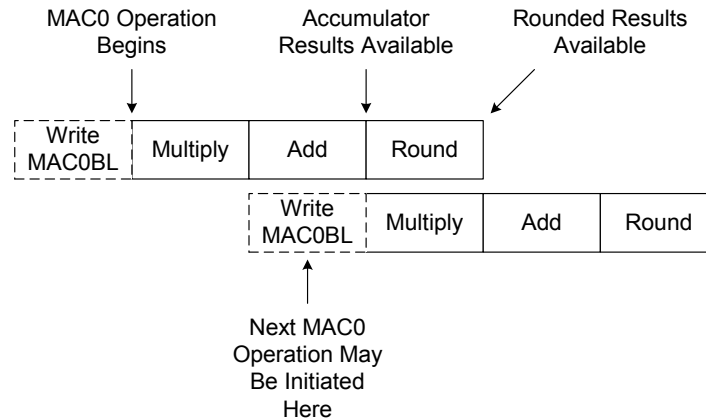 MAC0 Operation
Begins
Accumulator
Results Available
Rounded Results
Available
Write
MAC0BL
Multiply
Add
Round
Write
MAC0BL
Multiply
Add
Round
Next MAC0
Operation May
Be Initiated
Here